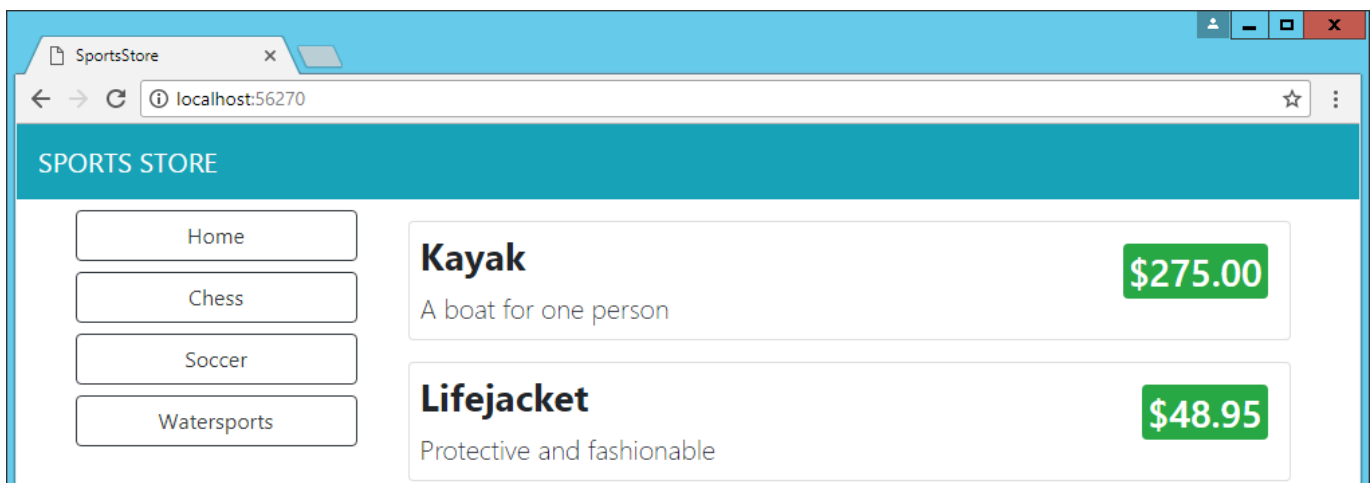 SportsStore
localhost:56270
SPORTS STORE
Home
Chess
Soccer
Watersports
Kayak
$275.00
A boat for one person
Lifejacket
$48.95
Protective and fashionable